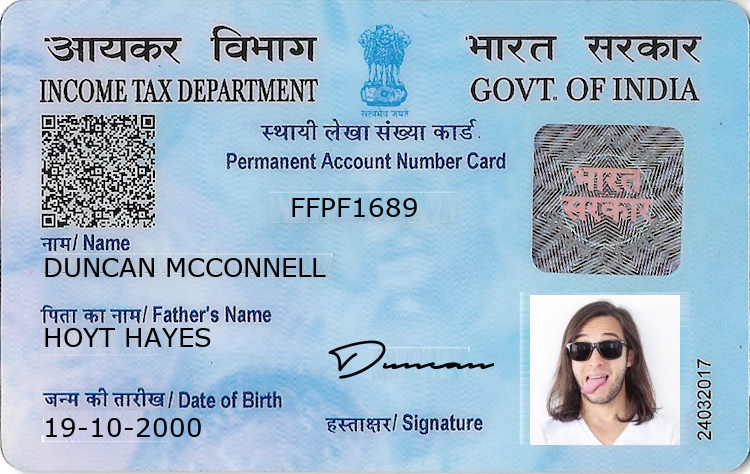 आयकर विभाग
INCOME TAX DEPARTMENT
सत्यमेव जयते
भारत सरकार
GOVT. OF INDIA
स्थायी लेखा संख्या कार्ड
Permanent Account Number Card
FFPF1689
भारत
सरकार
नाम/ Name
DUNCAN MCCONNELL
पिता का नाम/ Father's Name
HOYT HAYES
Duncan
जन्म की तारीख / Date of Birth
19-10-2000
हस्ताक्षर/ Signature
24032017